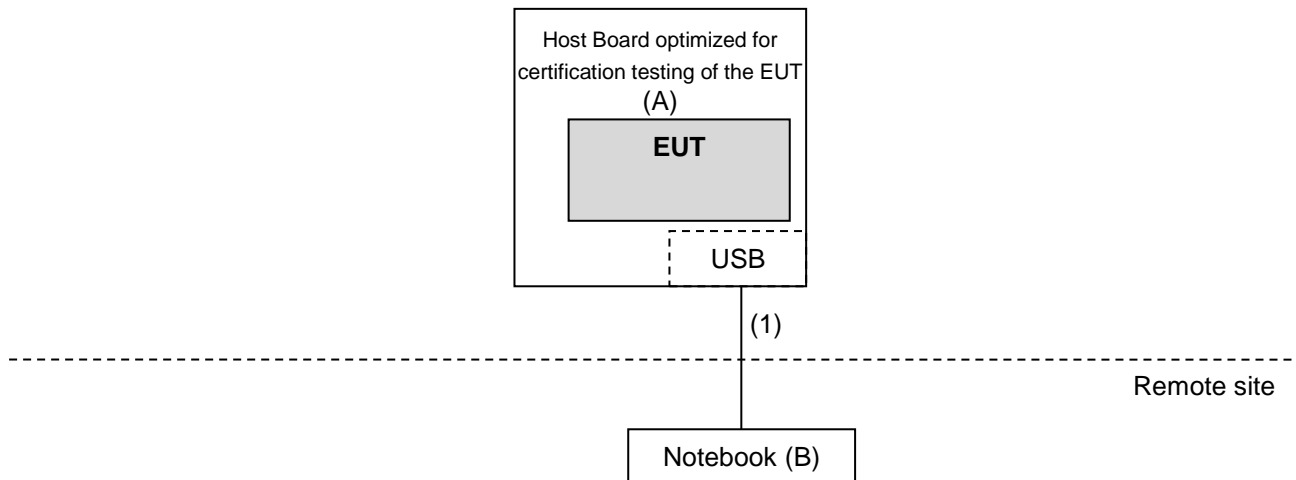 Host Board optimized for
certification testing of the EUT
(A)
EUT
USB
(1)
Remote site
Notebook (B)